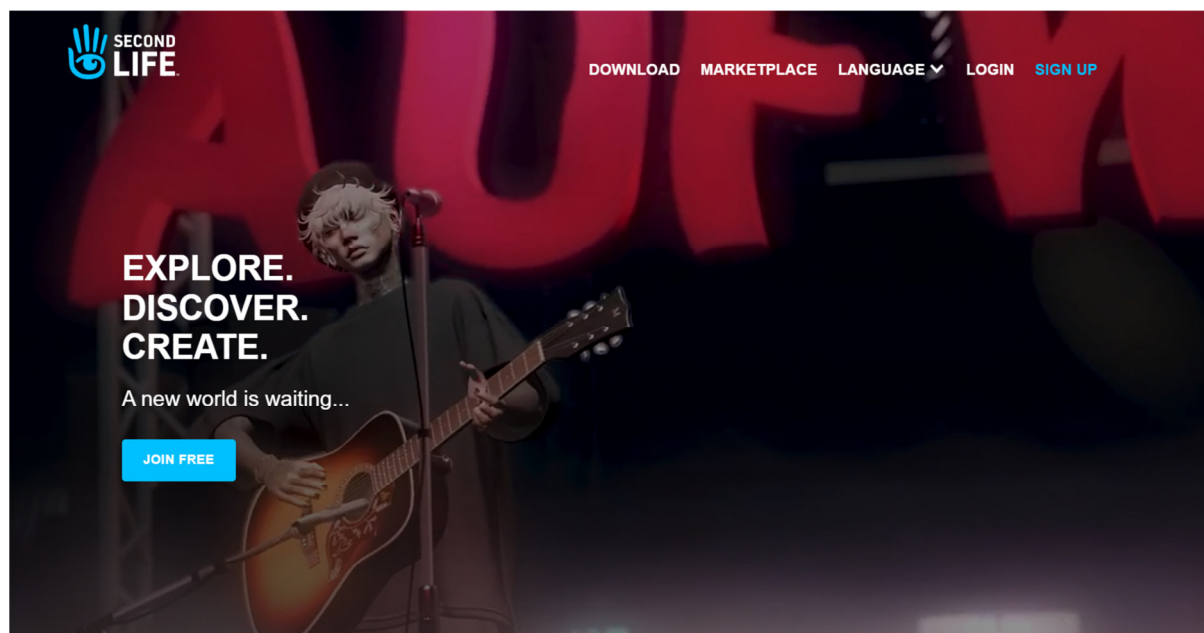 SECOND
LIFE
DOWNLOAD MARKETPLACE LANGUAGE LOGIN SIGN UP
EXPLORE.
DISCOVER.
CREATE.
A new world is waiting...
JOIN FREE